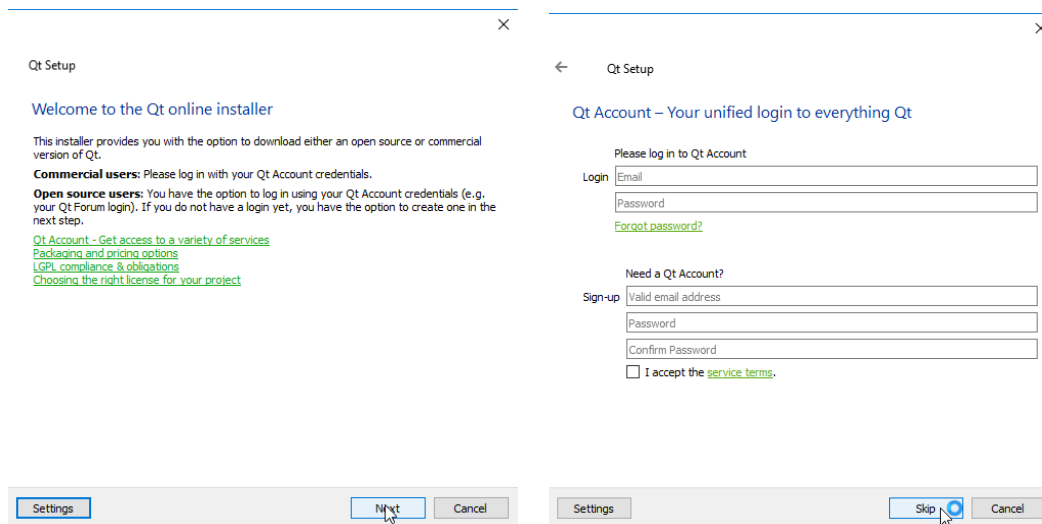 Qt Setup
Welcome to the Qt online installer
This installer provides you with the option to download either an open source or commercial
version of Qt.
Commercial users: Please log in with your Qt Account credentials.
Open source users: You have the option to log in using your Qt Account credentials (e.g.
your Qt Forum login). If you do not have a login yet, you have the option to create one in the
next step.
Qt Account - Get access to a variety of services
Packaging and pricing options
LGPL compliance & obligations
Choosing the right license for your project
Settings
Next
Cancel
Qt Setup
Qt Account – Your unified login to everything Qt
Please log in to Qt Account
Login Email
Password
Forgot password?
Need a Qt Account?
Sign-up Valid email address
Password
Confirm Password
I accept the service terms.
Settings
Skip
Cancel